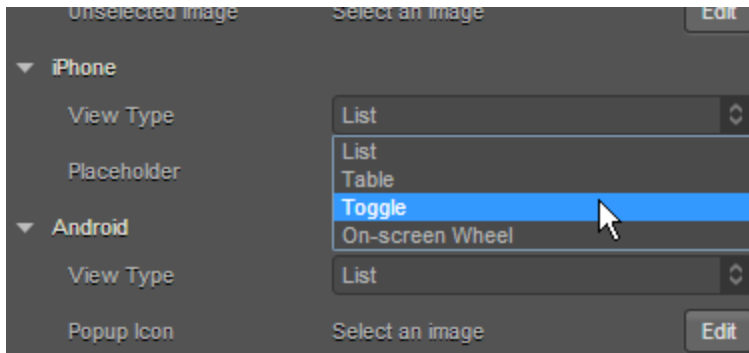 Unselected Image Select an image Edit
iPhone
View Type List
List
Placeholder
Table
Toggle
Android
On-screen Wheel
View Type List
Popup Icon Select an image Edit